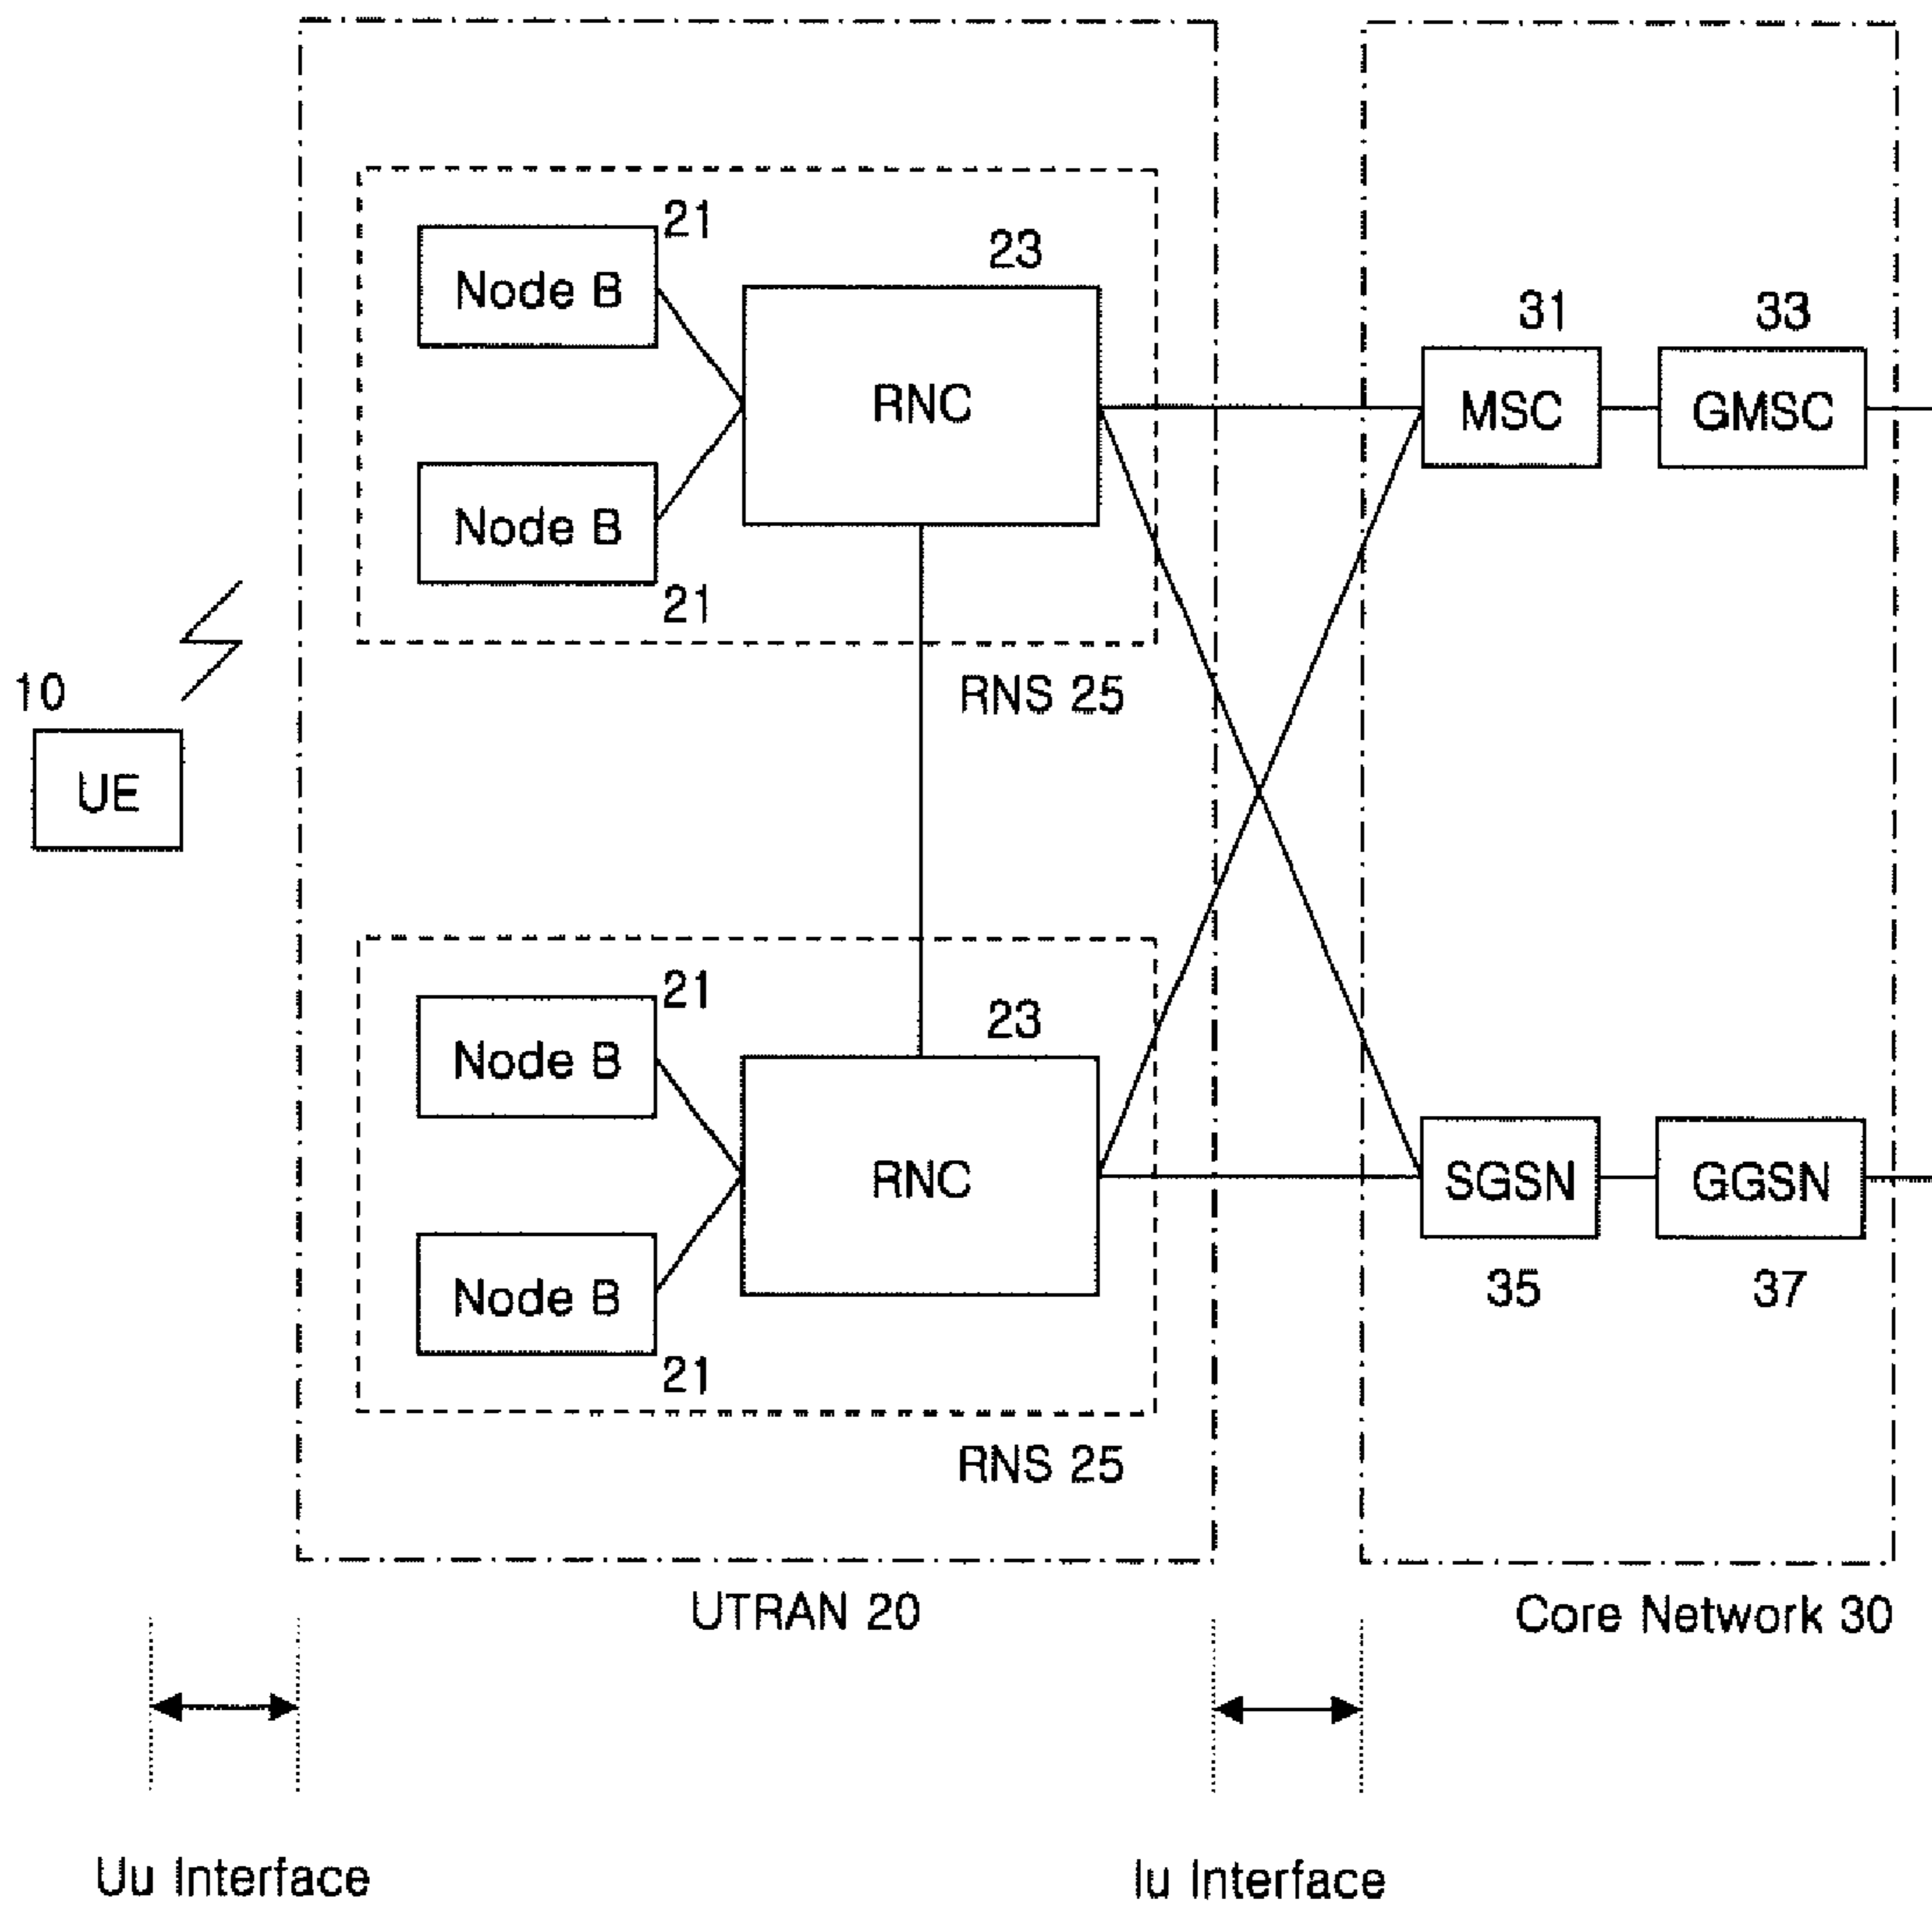 21
Node B
23
RNC
31
MSC
33
GMSC
Node B
21
RNS 25
10
UE
21
Node B
23
RNC
SGSN
35
GGSN
37
Node B
21
RNS 25
UTRAN 20
Core Network 30
Uu Interface
Iu Interface